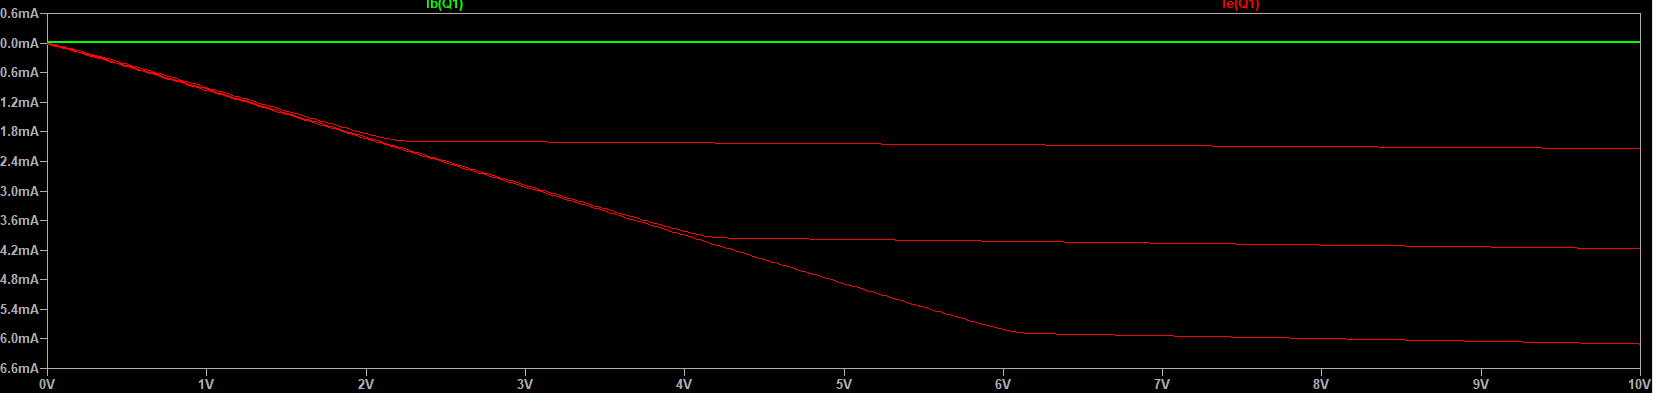 Ib(Q1) Ie(Q1)
0.6mA
0.0mA
0.6mA
1.2mA
1.8mA
2.4mA
3.0mA
3.6mA
4.2mA
4.8mA
5.4mA
6.0mA
6.6mA
0V 1V 2V 3V 4V 5V 6V 7V 8V 9V 10V